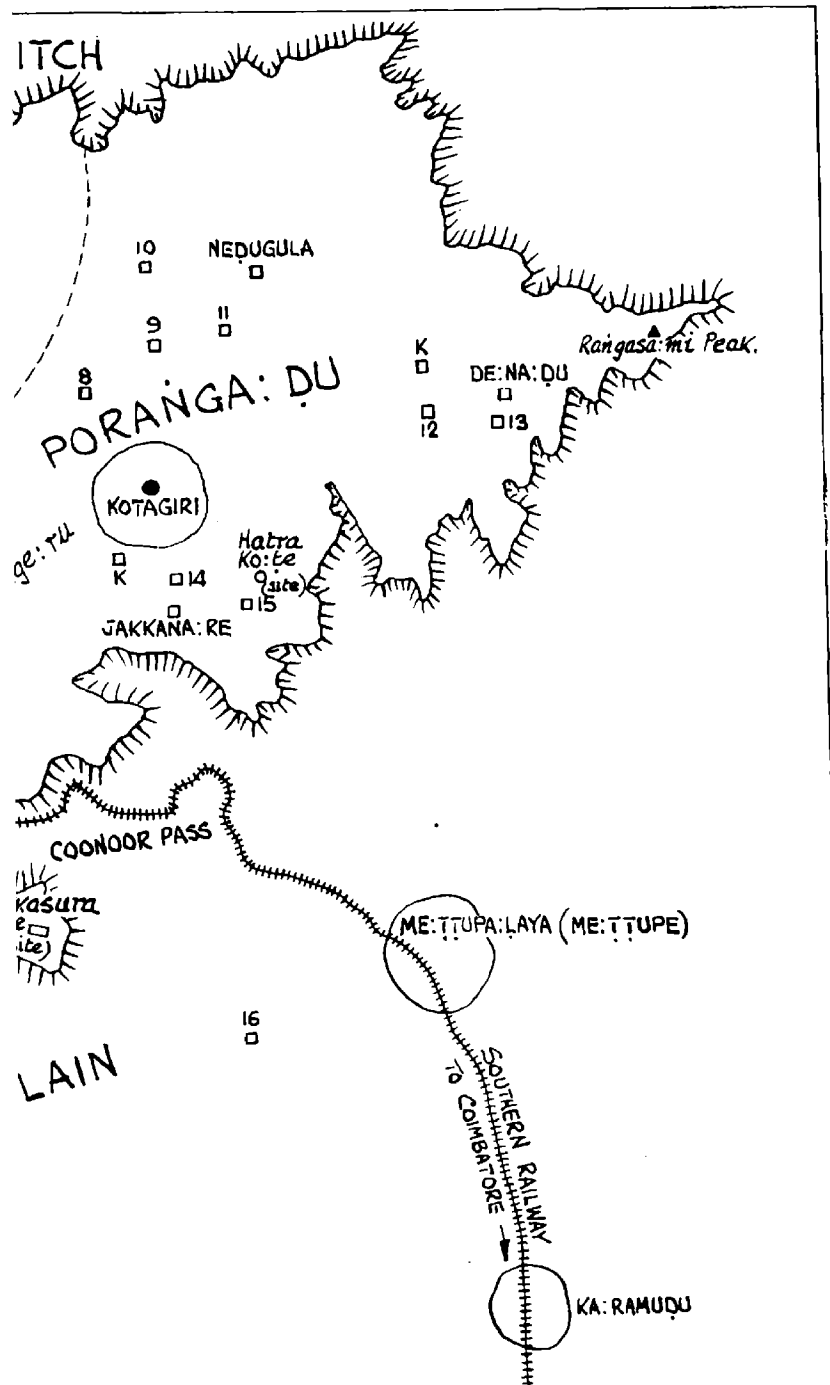 ITCH
10
NEḌUGULA
9
11
8
K
Raṅgasa:mi Peak.
DE:NA:ḌU
PORAṄGA:ḌU
12
13
KOTAGIRI
ge:ru
Hatra
Ko:ṭe
(site)
K
14
15
JAKKANA:RE
COONOOR PASS
Kasura
e
ite)
ME:ṬṬUPA:ḶAYA (ME:ṬṬUPE)
16
LAIN
SOUTHERN RAILWAY
TO COIMBATORE
KA:RAMUḌU